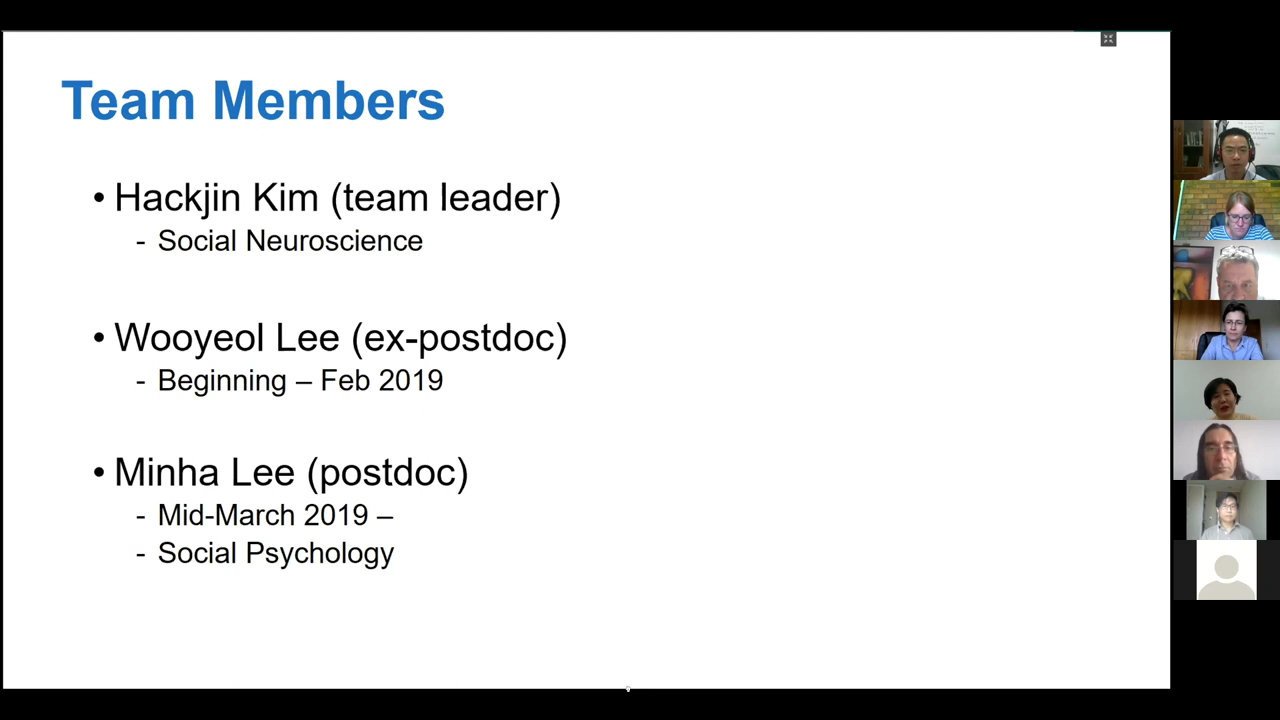 Team Members
• Hackjin Kim (team leader)
- Social Neuroscience
• Wooyeol Lee (ex-postdoc)
- Beginning – Feb 2019
• Minha Lee (postdoc)
- Mid-March 2019 –
- Social Psychology